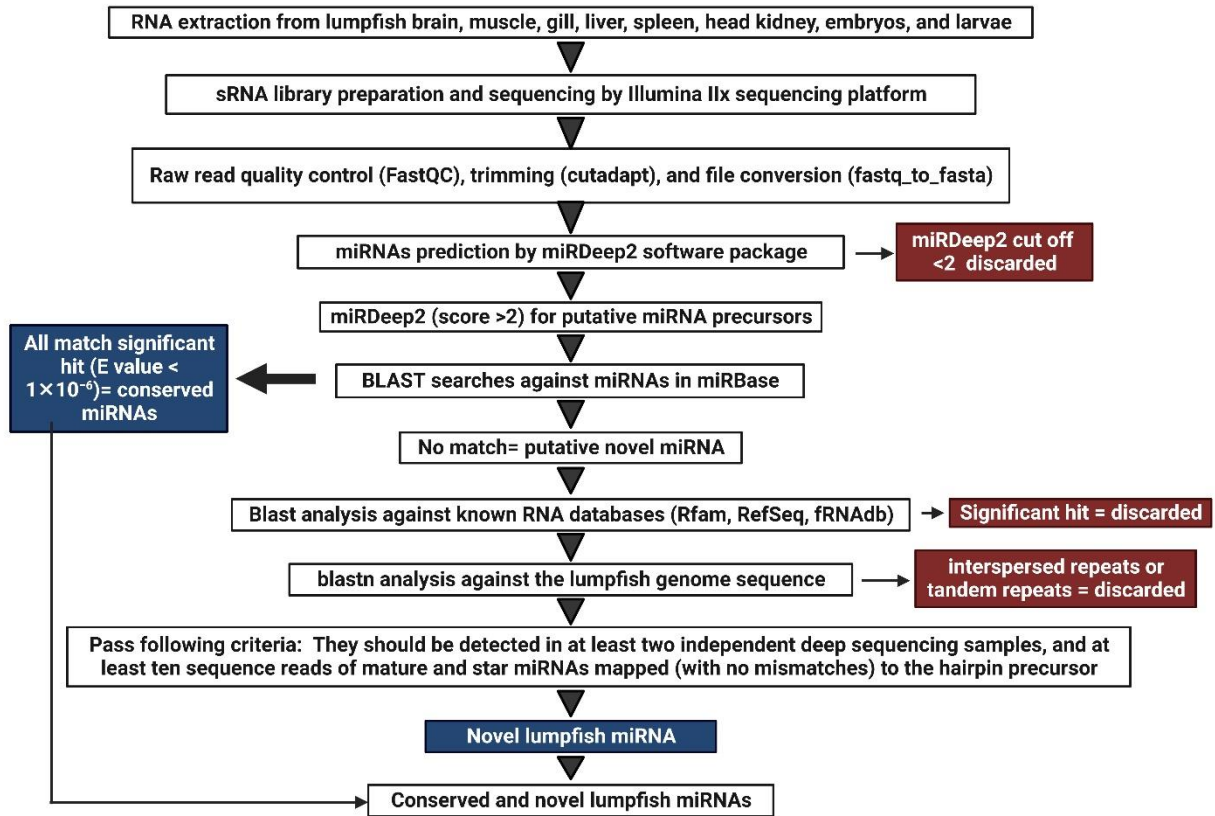 RNA extraction from lumpfish brain, muscle, gill, liver, spleen, head kidney, embryos, and larvae
sRNA library preparation and sequencing by Illumina IIx sequencing platform
Raw read quality control (FastQC), trimming (cutadapt), and file conversion (fastq_to_fasta)
miRNAs prediction by miRDeep2 software package
miRDeep2 cut off
<2 discarded
miRDeep2 (score >2) for putative miRNA precursors
All match significant
hit (E value <
1×10⁻⁶)= conserved
miRNAs
BLAST searches against miRNAs in miRBase
No match= putative novel miRNA
Blast analysis against known RNA databases (Rfam, RefSeq, fRNAdb)
Significant hit = discarded
blastn analysis against the lumpfish genome sequence
interspersed repeats or
tandem repeats = discarded
Pass following criteria: They should be detected in at least two independent deep sequencing samples, and at
least ten sequence reads of mature and star miRNAs mapped (with no mismatches) to the hairpin precursor
Novel lumpfish miRNA
Conserved and novel lumpfish miRNAs